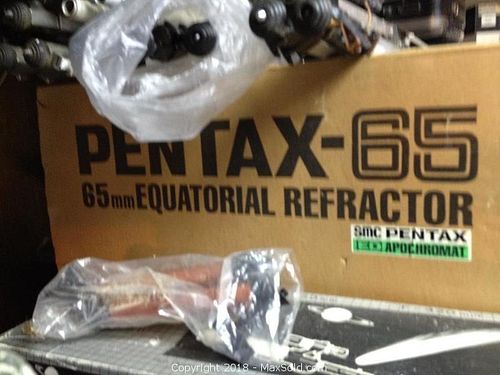 PENTAX-65
65mm EQUATORIAL REFRACTOR
SMC PENTAX
ED APOCHROMAT
Copyright 2018 - MaxSold.com